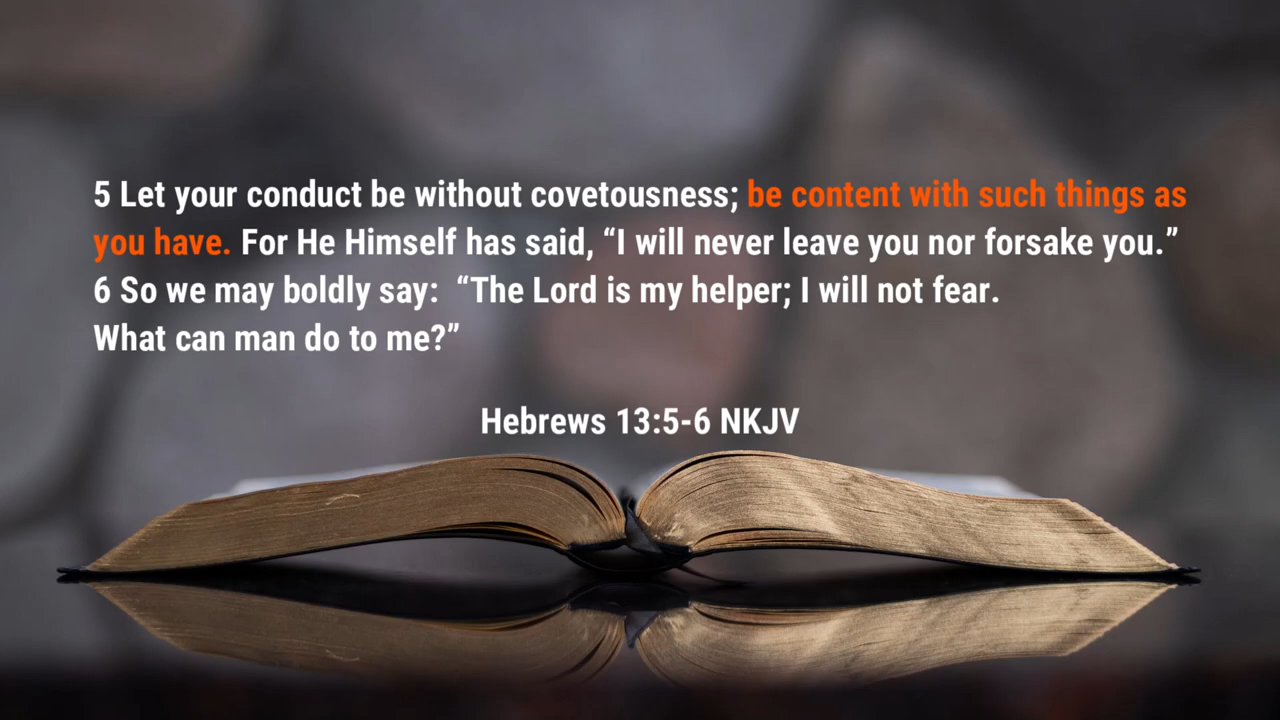 5 Let your conduct be without covetousness; be content with such things as
you have. For He Himself has said, “I will never leave you nor forsake you.”
6 So we may boldly say:  “The Lord is my helper; I will not fear.
What can man do to me?”
Hebrews 13:5-6 NKJV